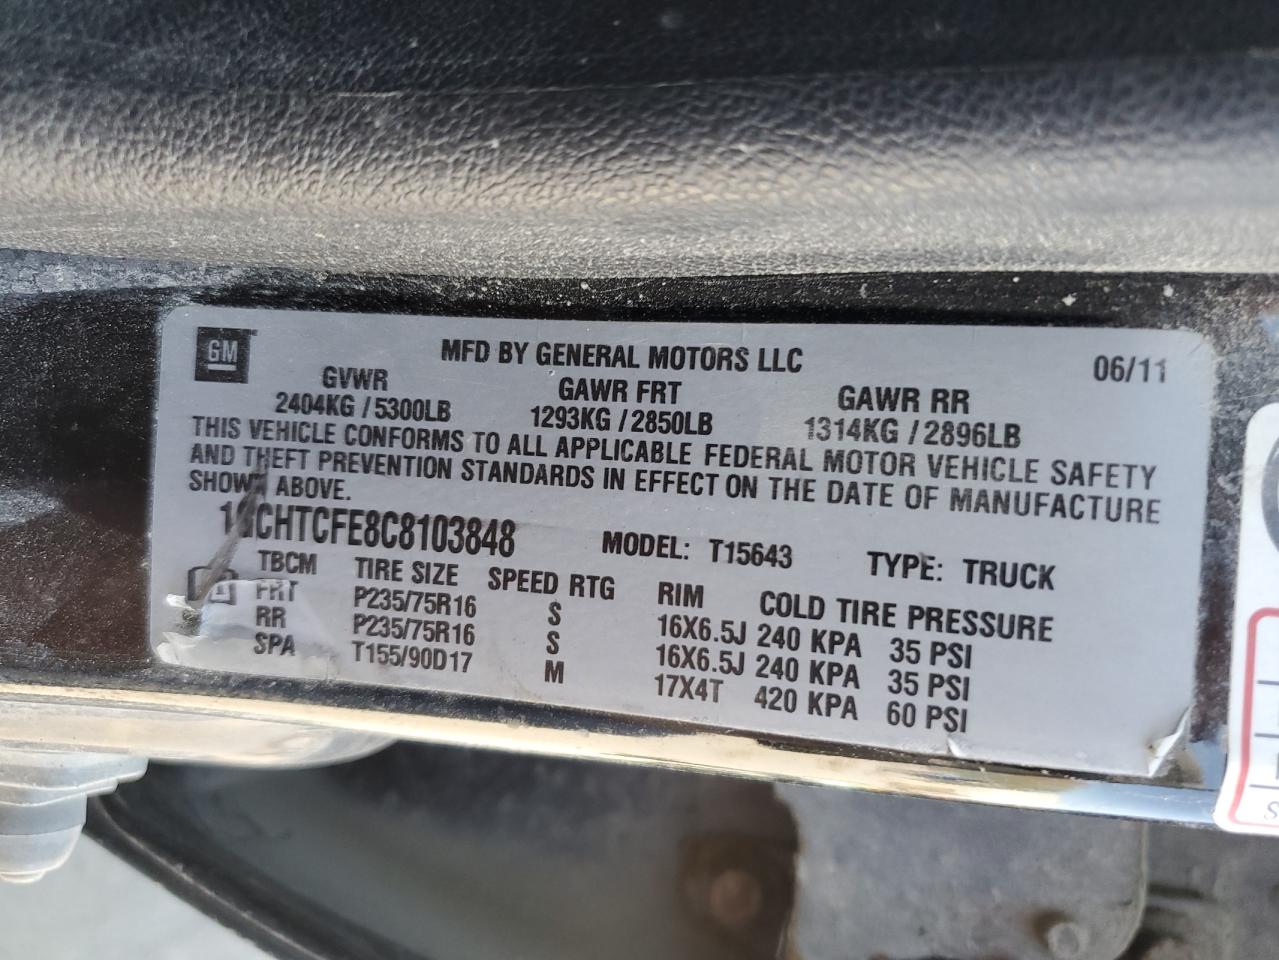 GM
MFD BY GENERAL MOTORS LLC
06/11
GVWR GAWR FRT GAWR RR
2404KG / 5300LB 1293KG / 2850LB 1314KG / 2896LB
THIS VEHICLE CONFORMS TO ALL APPLICABLE FEDERAL MOTOR VEHICLE SAFETY
AND THEFT PREVENTION STANDARDS IN EFFECT ON THE DATE OF MANUFACTURE
SHOWN ABOVE.
1GCHTCFE8C8103848 MODEL: T15643 TYPE: TRUCK
TBCM TIRE SIZE SPEED RTG RIM COLD TIRE PRESSURE
FRT P235/75R16 S 16X6.5J 240 KPA 35 PSI
RR P235/75R16 S 16X6.5J 240 KPA 35 PSI
SPA T155/90D17 M 17X4T 420 KPA 60 PSI